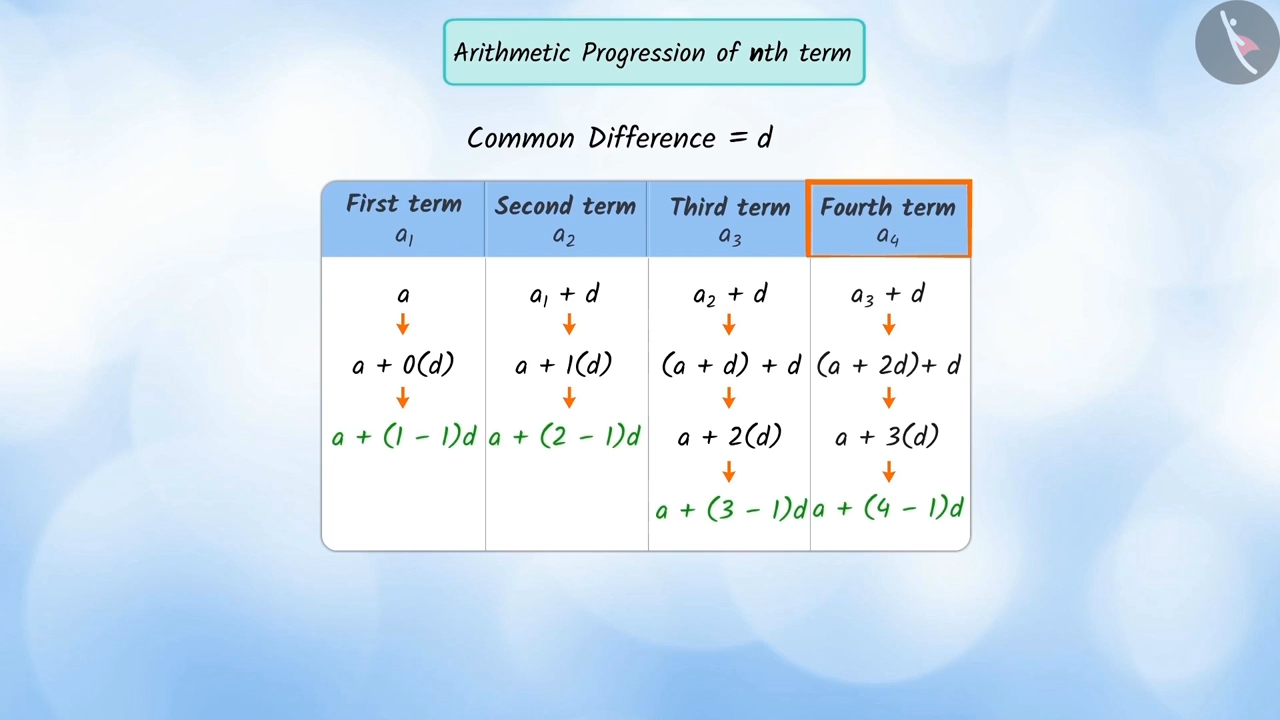 Arithmetic Progression of nth term
Common Difference = d
First term Second term Third term Fourth term
a₁ a₂ a₃ a₄
a a₁ + d a₂ + d a₃ + d
a + 0(d) a + 1(d) (a + d) + d (a + 2d)+ d
a + (1 - 1)d a + (2 - 1)d a + 2(d) a + 3(d)
a + (3 - 1)d a + (4 - 1)d